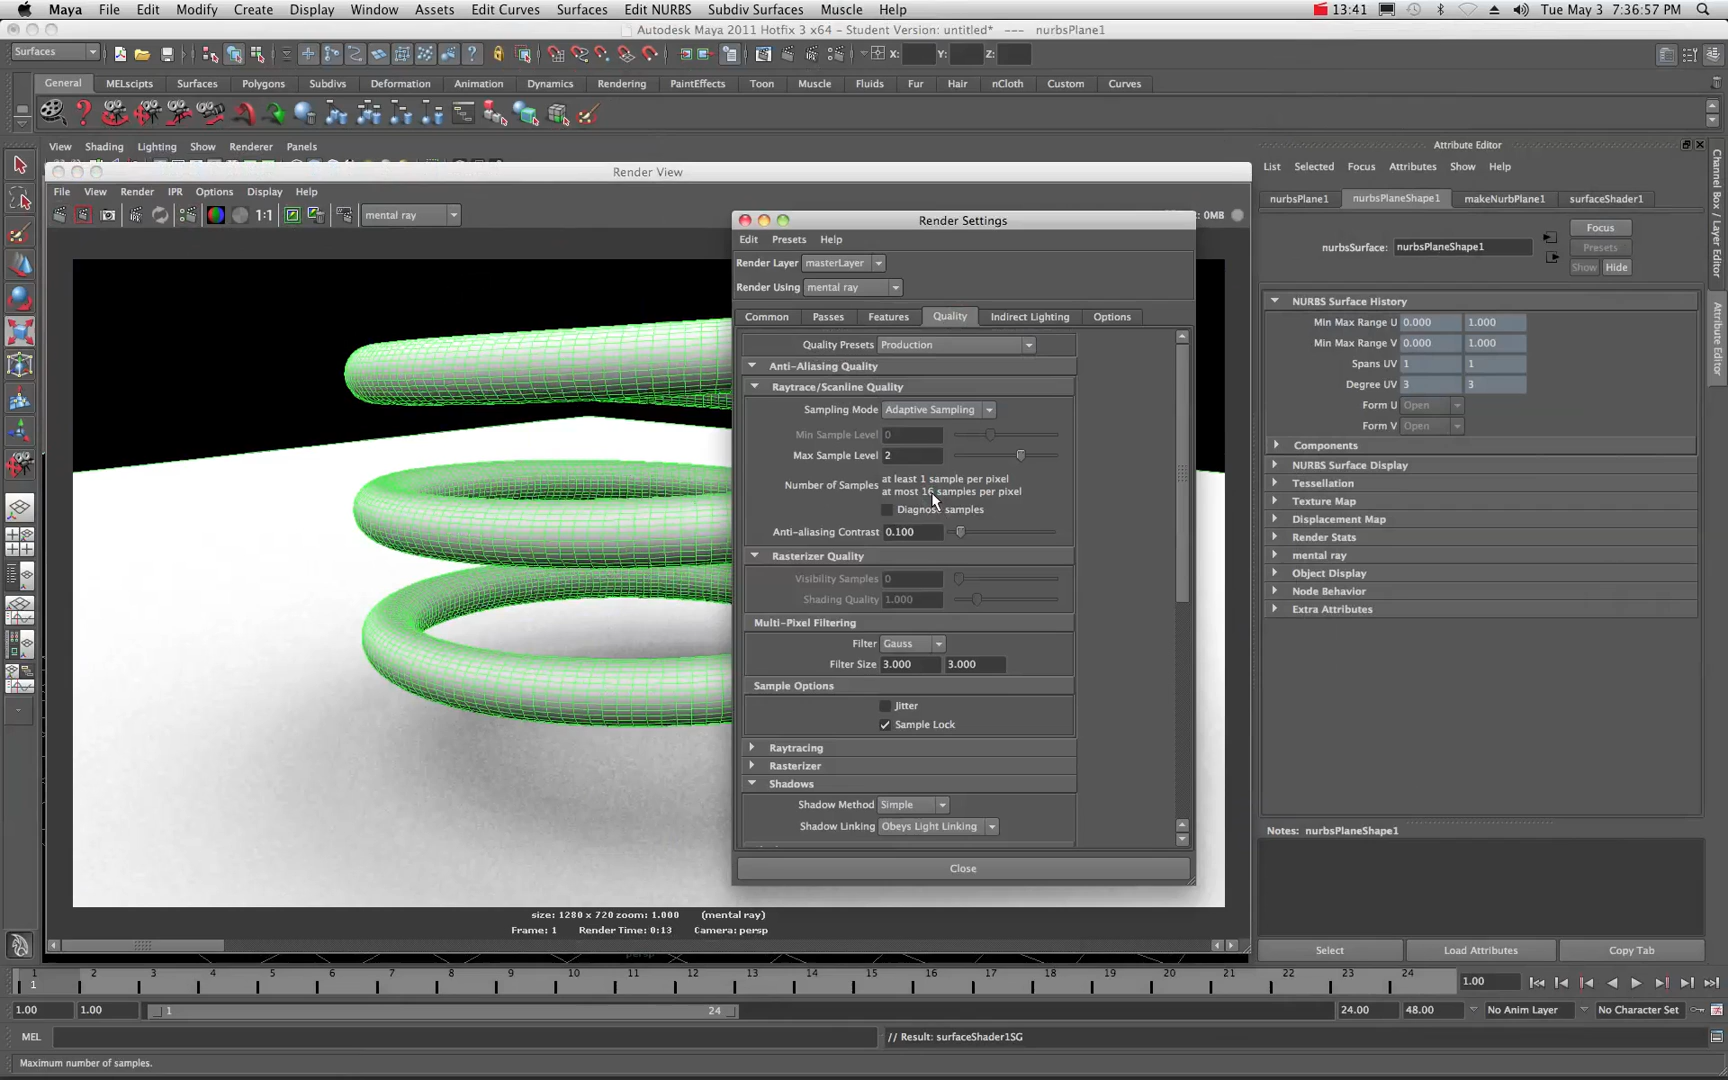 Maya File Edit Modify Create Display Window Assets Edit Curves Surfaces Edit NURBS Subdiv Surfaces Render Muscle Help 13:41 Tue May 3 7:36:57 PM
Autodesk Maya 2011 Hotfix 3 x64 - Student Version: untitled* --- nurbsPlane1
Surfaces X: Y: Z:
General MELscipts Surfaces Polygons Subdivs Deformation Animation Dynamics Rendering PaintEffects Toon Muscle Fluids Fur Hair nCloth Custom Curves
View Shading Lighting Show Renderer Panels
Attribute Editor
Render View
List Selected Focus Attributes Show Help
File View Render IPR Options Display Help
nurbsPlane1 nurbsPlaneShape1 makeNurbPlane1 surfaceShader1
1:1 mental ray : 0MB
Focus
nurbsSurface: nurbsPlaneShape1
Presets
Show Hide
Channel Box / Layer Editor
Attribute Editor
Render Settings
Edit Presets Help
Render Layer masterLayer
Render Using mental ray
Common Passes Features Quality Indirect Lighting Options
Quality Presets Production
Anti-Aliasing Quality
Raytrace/Scanline Quality
Sampling Mode Adaptive Sampling
Min Sample Level 0
Max Sample Level 2
Number of Samples at least 1 sample per pixel
at most 16 samples per pixel
Diagnose samples
Anti-aliasing Contrast 0.100
Rasterizer Quality
Visibility Samples 0
Shading Quality 1.000
Multi-Pixel Filtering
Filter Gauss
Filter Size 3.000 3.000
Sample Options
Jitter
Sample Lock
Raytracing
Rasterizer
Shadows
Shadow Method Simple
Shadow Linking Obeys Light Linking
Close
NURBS Surface History
Min Max Range U 0.000 1.000
Min Max Range V 0.000 1.000
Spans UV 1 1
Degree UV 3 3
Form U Open
Form V Open
Components
NURBS Surface Display
Tessellation
Texture Map
Displacement Map
Render Stats
mental ray
Object Display
Node Behavior
Extra Attributes
Notes: nurbsPlaneShape1
size: 1280 x 720 zoom: 1.000 (mental ray)
Frame: 1 Render Time: 0:13 Camera: persp
persp
Select Load Attributes Copy Tab
1 2 3 4 5 6 7 8 9 10 11 12 13 14 15 16 17 18 19 20 21 22 23 24 1.00
1
1.00 1.00 1 24 24.00 48.00 No Anim Layer No Character Set
MEL // Result: surfaceShader1SG
Maximum number of samples.